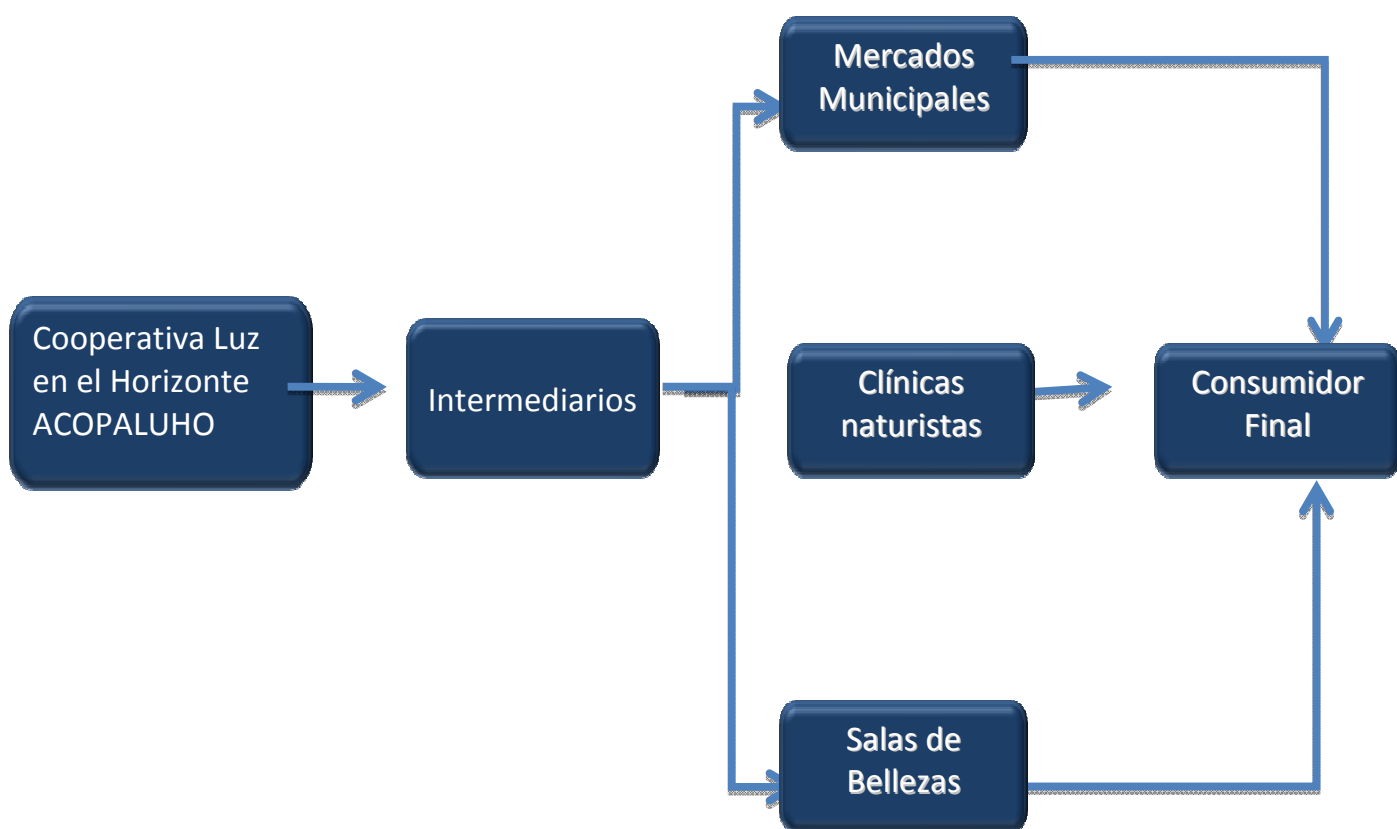 Mercados
Municipales
Cooperativa Luz
en el Horizonte
ACOPALUHO
Intermediarios
Clínicas
naturistas
Consumidor
Final
Salas de
Bellezas